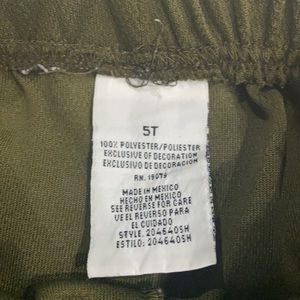 5T
100% POLYESTER/POLIESTER
EXCLUSIVE OF DECORATION
EXCLUSIVO DE DECORACION
RN. 19079
MADE IN MEXICO
HECHO EN MEXICO
SEE REVERSE FOR CARE
VE EL REVERSO PARA
EL CUIDADO
STYLE. 204640SH
ESTILO: 204640SH